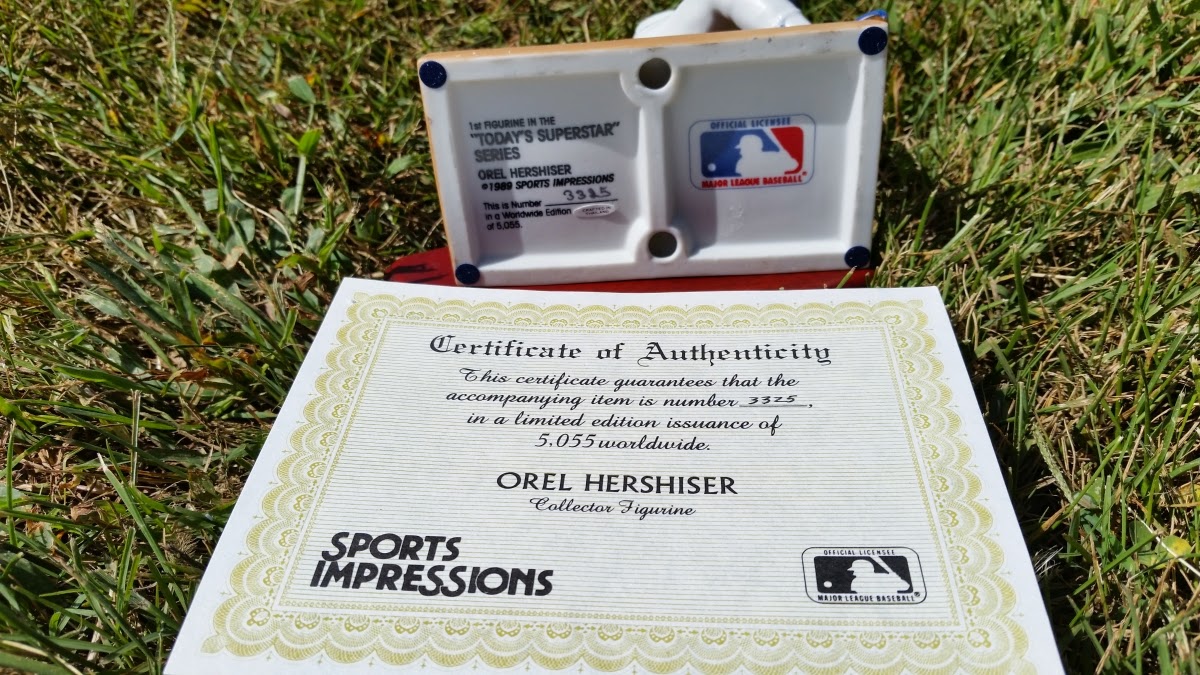 1st FIGURINE IN THE
"TODAY'S SUPERSTAR"
SERIES
OREL HERSHISER
©1989 SPORTS IMPRESSIONS
This is Number 3325
in a Worldwide Edition
of 5,055.
OFFICIAL LICENSEE
MAJOR LEAGUE BASEBALL®
Certificate of Authenticity
This certificate guarantees that the
accompanying item is number 3325,
in a limited edition issuance of
5,055 worldwide.
OREL HERSHISER
Collector Figurine
SPORTS
IMPRESSIONS
OFFICIAL LICENSEE
MAJOR LEAGUE BASEBALL®